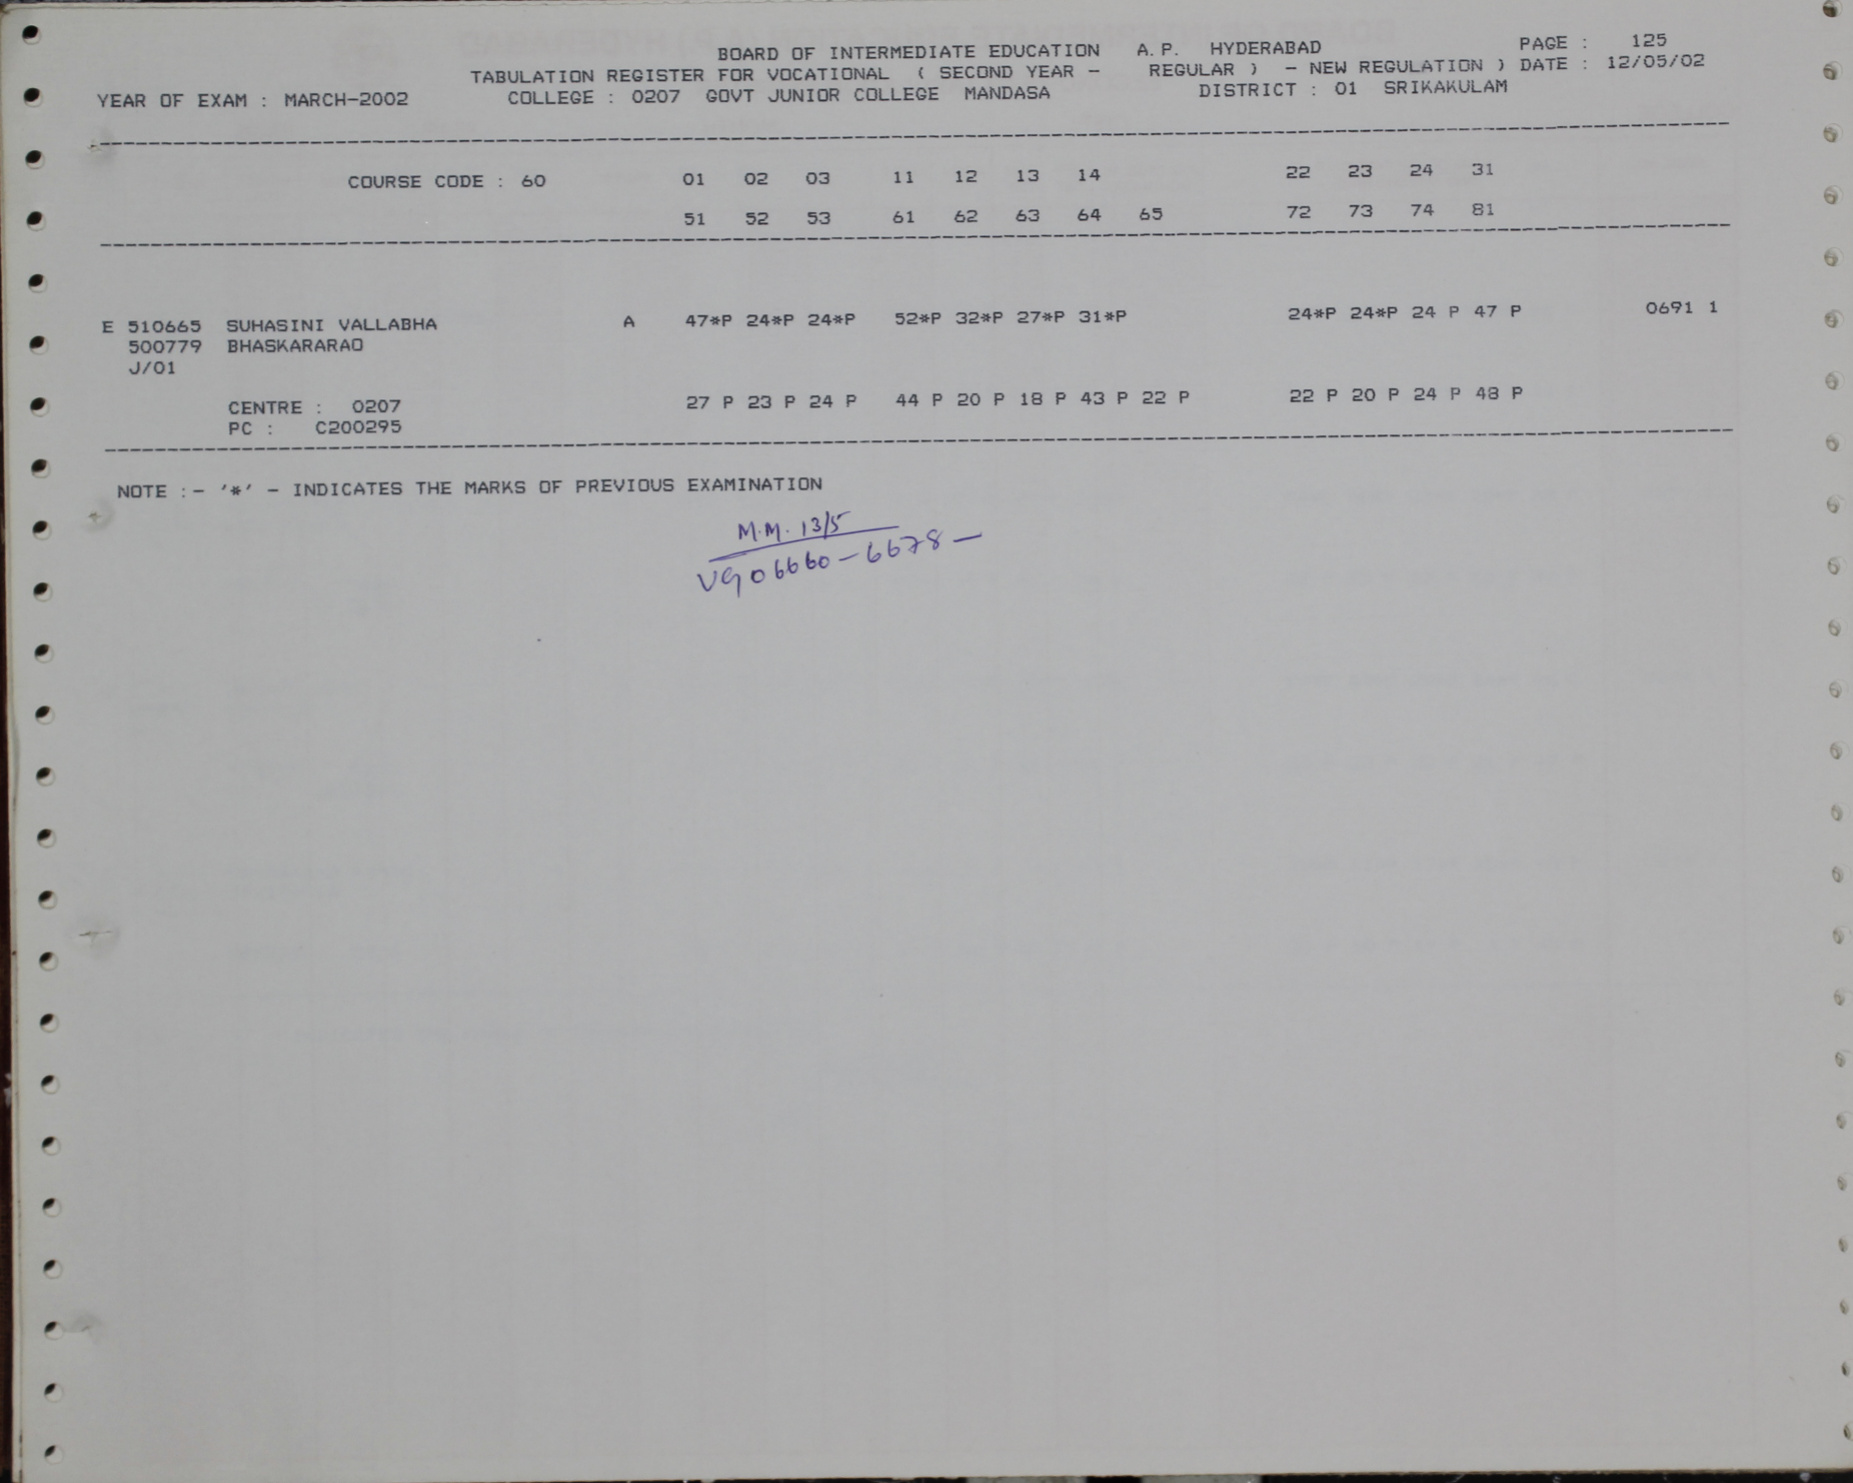 BOARD OF INTERMEDIATE EDUCATION A.P. HYDERABAD PAGE : 125
TABULATION REGISTER FOR VOCATIONAL ( SECOND YEAR - REGULAR ) - NEW REGULATION ) DATE : 12/05/02
YEAR OF EXAM : MARCH-2002 COLLEGE : 0207 GOVT JUNIOR COLLEGE MANDASA DISTRICT : 01 SRIKAKULAM
COURSE CODE : 60 01 02 03 11 12 13 14 22 23 24 31
51 52 53 61 62 63 64 65 72 73 74 81
E 510665 SUHASINI VALLABHA A 47*P 24*P 24*P 52*P 32*P 27*P 31*P 24*P 24*P 24 P 47 P 0691 1
500779 BHASKARARAO
J/01
CENTRE : 0207 27 P 23 P 24 P 44 P 20 P 18 P 43 P 22 P 22 P 20 P 24 P 48 P
PC : C200295
NOTE :- '*' - INDICATES THE MARKS OF PREVIOUS EXAMINATION
M.M. 13/5
VG06660-6678-